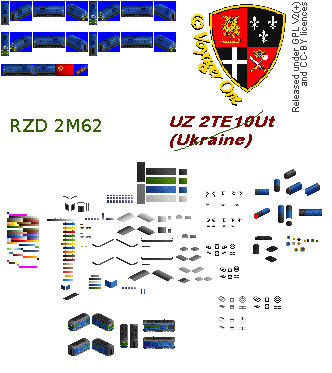 © Voyager One
Released under GPL v2(+)
and CC-BY licences
RZD 2M62
UZ 2TE10Ut
(Ukraine)